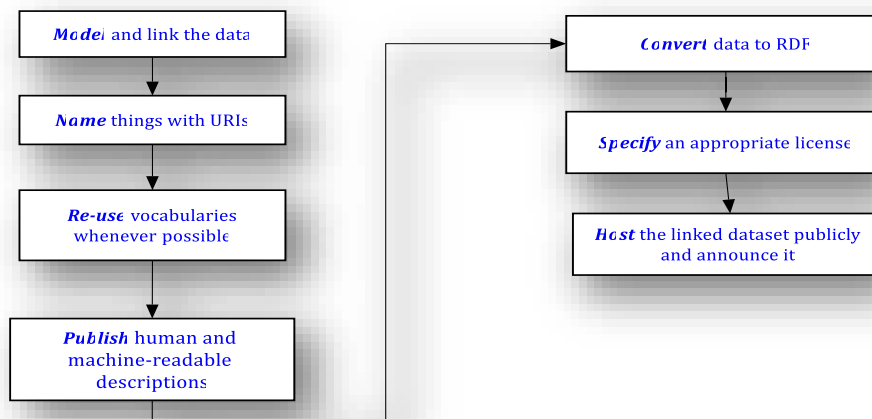 Model and link the data
Name things with URIs
Re-use vocabularies
whenever possible
Publish human and
machine-readable
descriptions
Convert data to RDF
Specify an appropriate license
Host the linked dataset publicly
and announce it